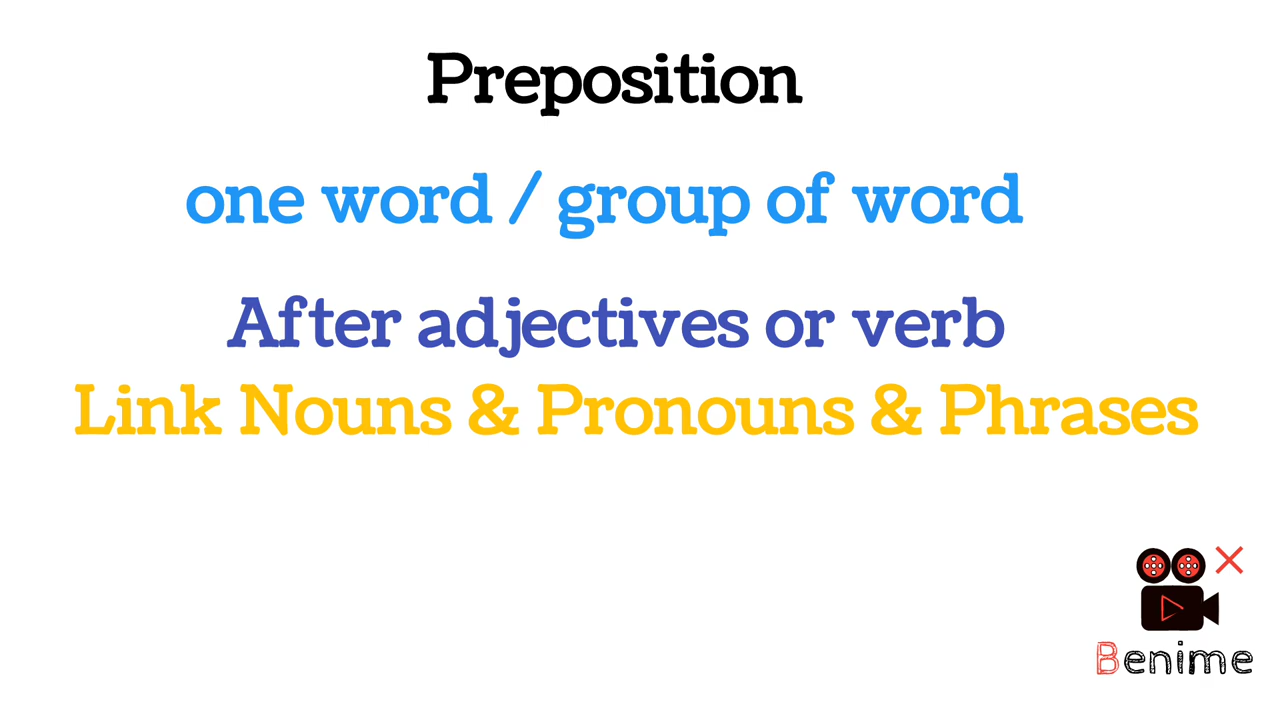 Preposition
one word / group of word
After adjectives or verb
Link Nouns & Pronouns & Phrases
Benime